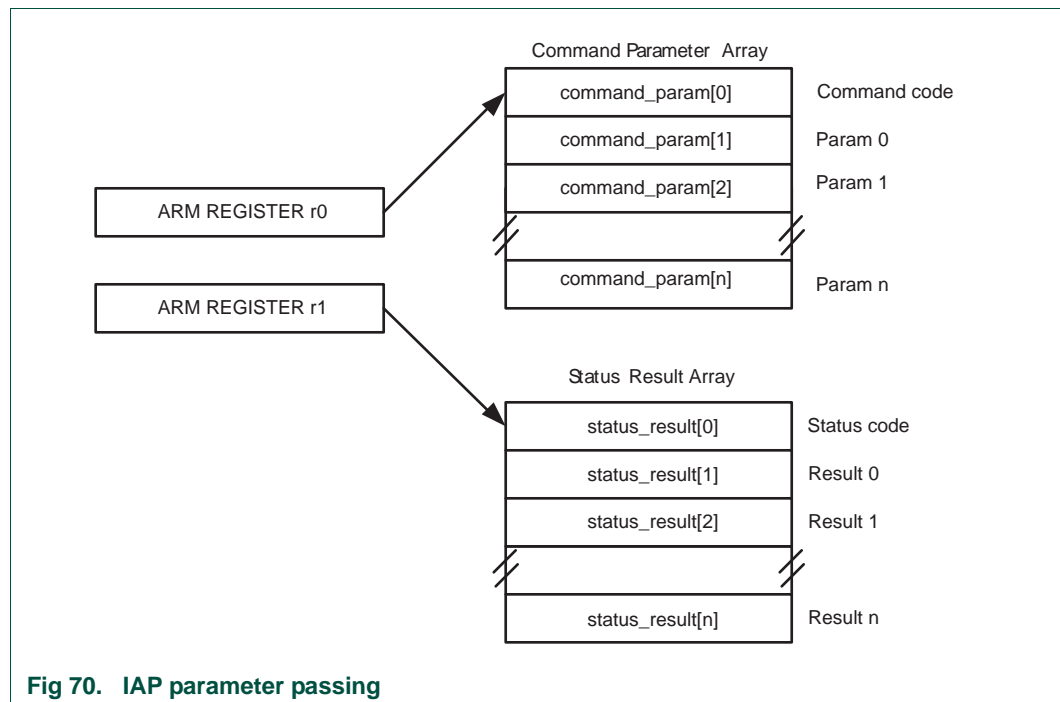 Command Parameter Array
command_param[0] Command code
command_param[1] Param 0
command_param[2] Param 1
ARM REGISTER r0
command_param[n] Param n
ARM REGISTER r1
Status Result Array
status_result[0] Status code
status_result[1] Result 0
status_result[2] Result 1
status_result[n] Result n
Fig 70. IAP parameter passing